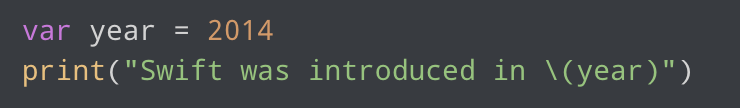 var year = 2014
print("Swift was introduced in \(year)")